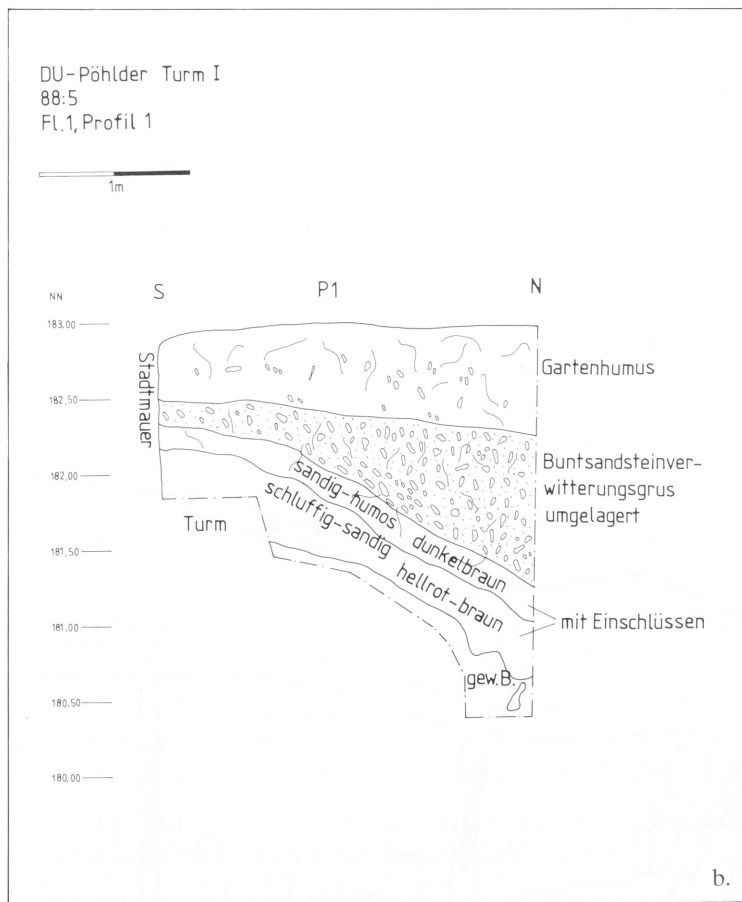 DU-Pöhlder Turm I
88:5
Fl.1, Profil 1
1m
NN
S
P1
N
183.00
Stadtmauer
Gartenhumus
182,50
Buntsandsteinver-
witterungsgrus
umgelagert
182,00
sandig-humos
dunkelbraun
schluffig-sandig
hellrot-braun
Turm
181,50
mit Einschlüssen
181,00
gew.B.
180.50
180,00
b.